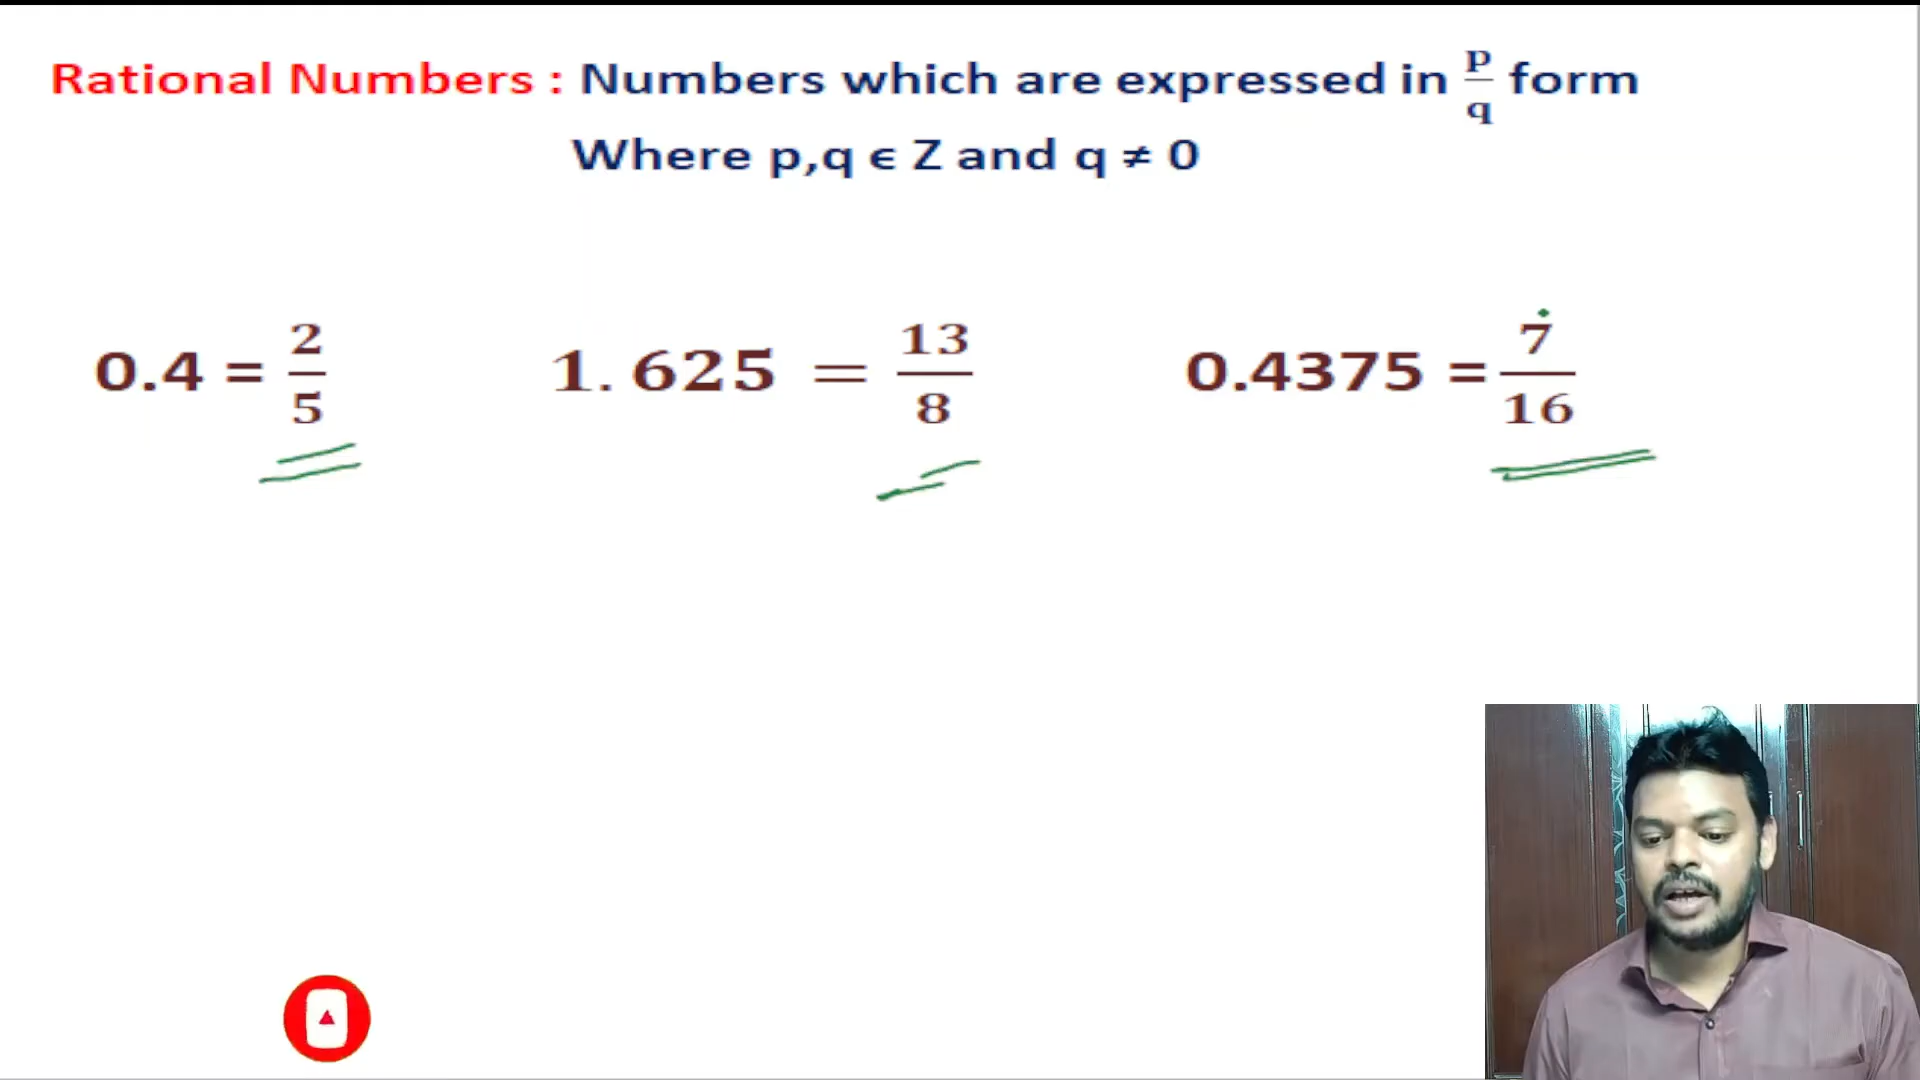 Rational Numbers : Numbers which are expressed in p/q form
Where p,q ϵ Z and q ≠ 0
0.4 = 2/5 1.625 = 13/8 0.4375 = 7/16